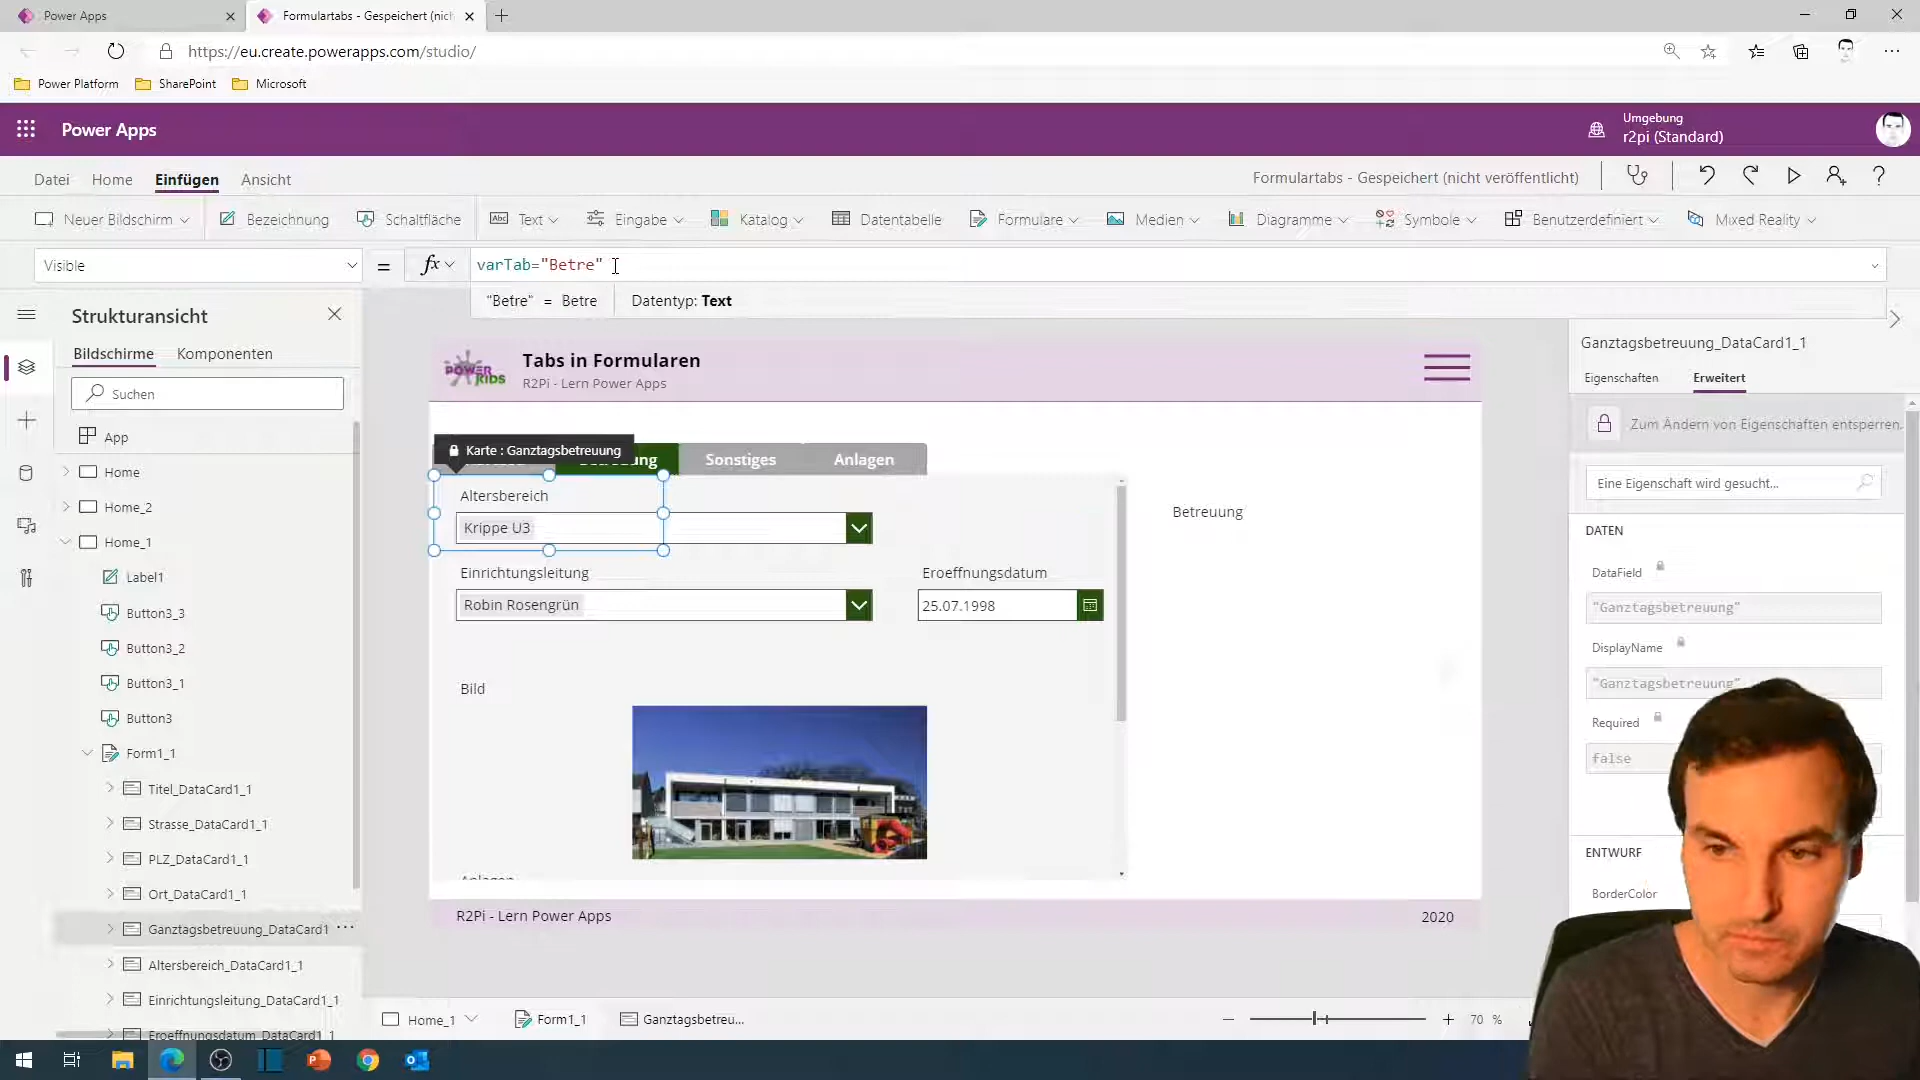 Power Apps
Formulartabs - Gespeichert (nich
https://eu.create.powerapps.com/studio/
Power Platform
SharePoint
Microsoft
Power Apps
Umgebung
r2pi (Standard)
Datei
Home
Einfügen
Ansicht
Formulartabs - Gespeichert (nicht veröffentlicht)
Neuer Bildschirm
Bezeichnung
Schaltfläche
Abc Text
Eingabe
Katalog
Datentabelle
Formulare
Medien
Diagramme
Symbole
Benutzerdefiniert
Mixed Reality
Visible
=
fx
varTab="Betre"
"Betre" = Betre
Datentyp: Text
Strukturansicht
Bildschirme
Komponenten
Suchen
App
Home
Home_2
Home_1
Label1
Button3_3
Button3_2
Button3_1
Button3
Form1_1
Titel_DataCard1_1
Strasse_DataCard1_1
PLZ_DataCard1_1
Ort_DataCard1_1
Ganztagsbetreuung_DataCard1 ...
Altersbereich_DataCard1_1
Einrichtungsleitung_DataCard1_1
Eroeffnungsdatum_DataCard1_1
POWER KIDS
Tabs in Formularen
R2Pi - Lern Power Apps
Karte : Ganztagsbetreuung
Sonstiges
Anlagen
Altersbereich
Krippe U3
Betreuung
Einrichtungsleitung
Robin Rosengrün
Eroeffnungsdatum
25.07.1998
Bild
Anlagen
R2Pi - Lern Power Apps
2020
Home_1
Form1_1
Ganztagsbetreu...
70 %
Ganztagsbetreuung_DataCard1_1
Eigenschaften
Erweitert
Zum Ändern von Eigenschaften entsperren.
Eine Eigenschaft wird gesucht...
DATEN
DataField
"Ganztagsbetreuung"
DisplayName
"Ganztagsbetreuung"
Required
false
ENTWURF
BorderColor